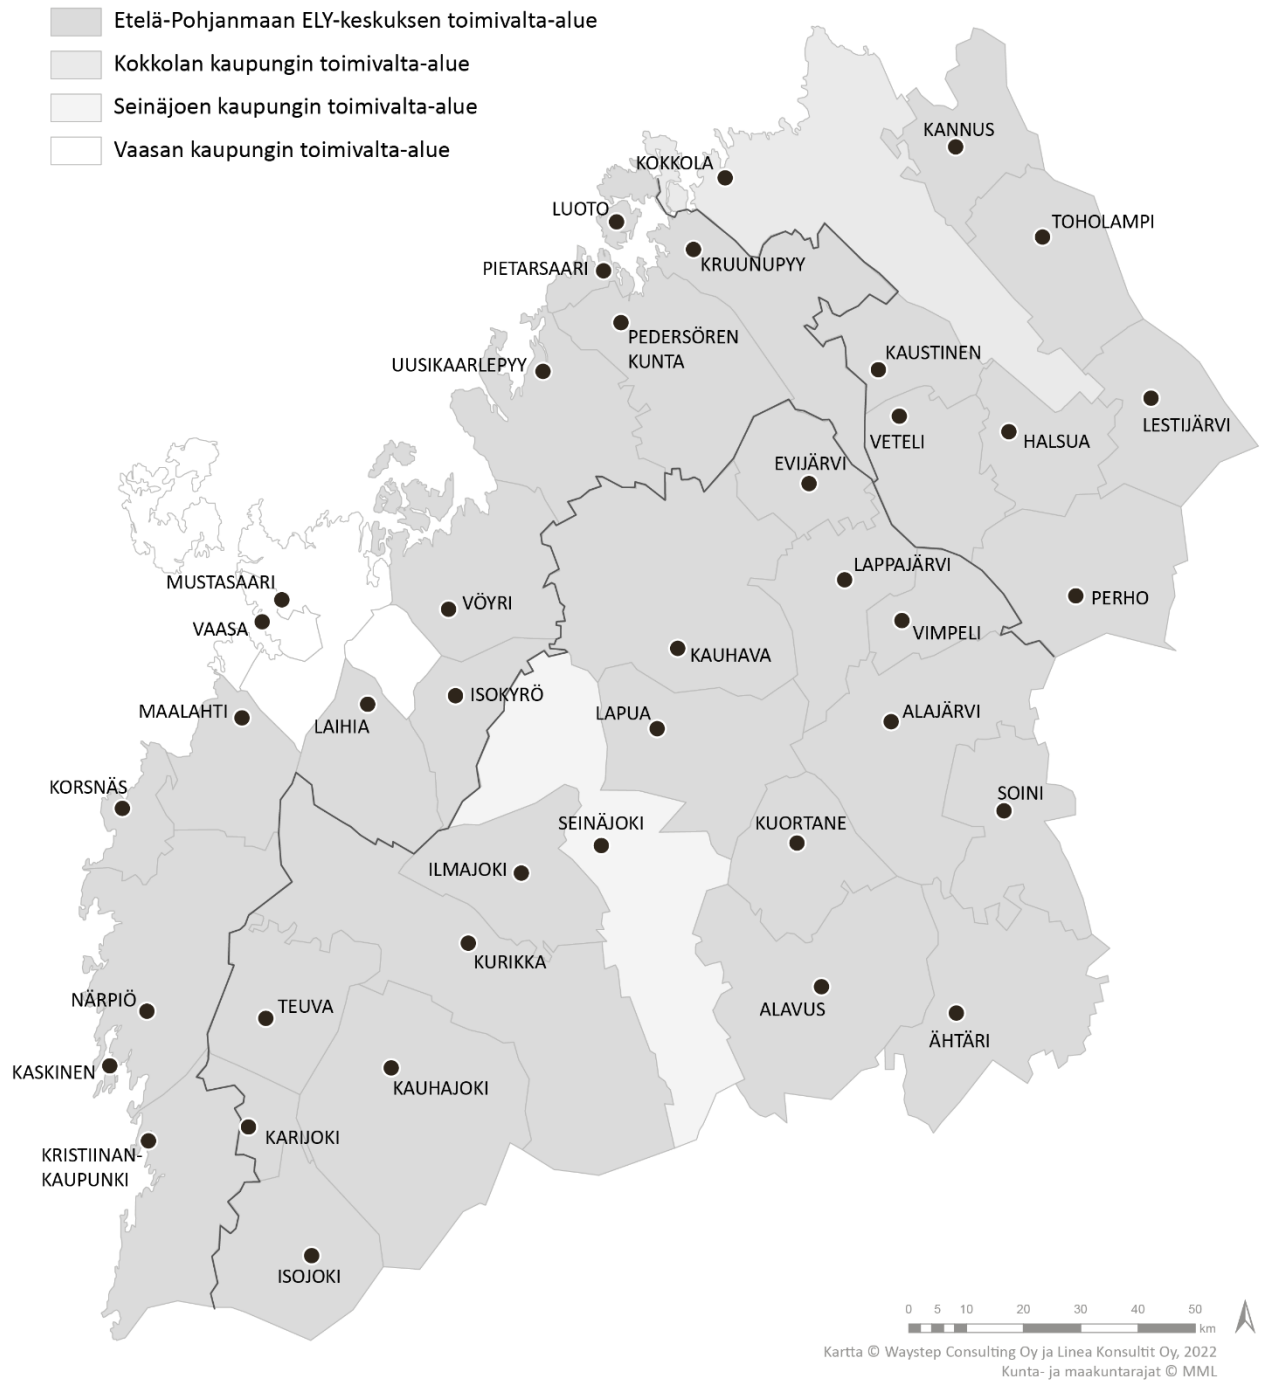 Etelä-Pohjanmaan ELY-keskuksen toimivalta-alue
Kokkolan kaupungin toimivalta-alue
Seinäjoen kaupungin toimivalta-alue
Vaasan kaupungin toimivalta-alue
KANNUS
KOKKOLA
LUOTO
TOHOLAMPI
PIETARSAARI
KRUUNUPYY
PEDERSÖREN
KUNTA
KAUSTINEN
UUSIKAARLEPYY
LESTIJÄRVI
VETELI
HALSUA
EVIJÄRVI
LAPPAJÄRVI
MUSTASAARI
VÖYRI
PERHO
VAASA
VIMPELI
KAUHAVA
ISOKYRÖ
MAALAHTI
LAPUA
ALAJÄRVI
LAIHIA
KORSNÄS
SOINI
SEINÄJOKI
KUORTANE
ILMAJOKI
KURIKKA
NÄRPIÖ
TEUVA
ALAVUS
ÄHTÄRI
KASKINEN
KAUHAJOKI
KARIJOKI
KRISTIINAN-
KAUPUNKI
ISOJOKI
0 5 10 20 30 40 50
km
Kartta © Waystep Consulting Oy ja Linea Konsultit Oy, 2022
Kunta- ja maakuntarajat © MML